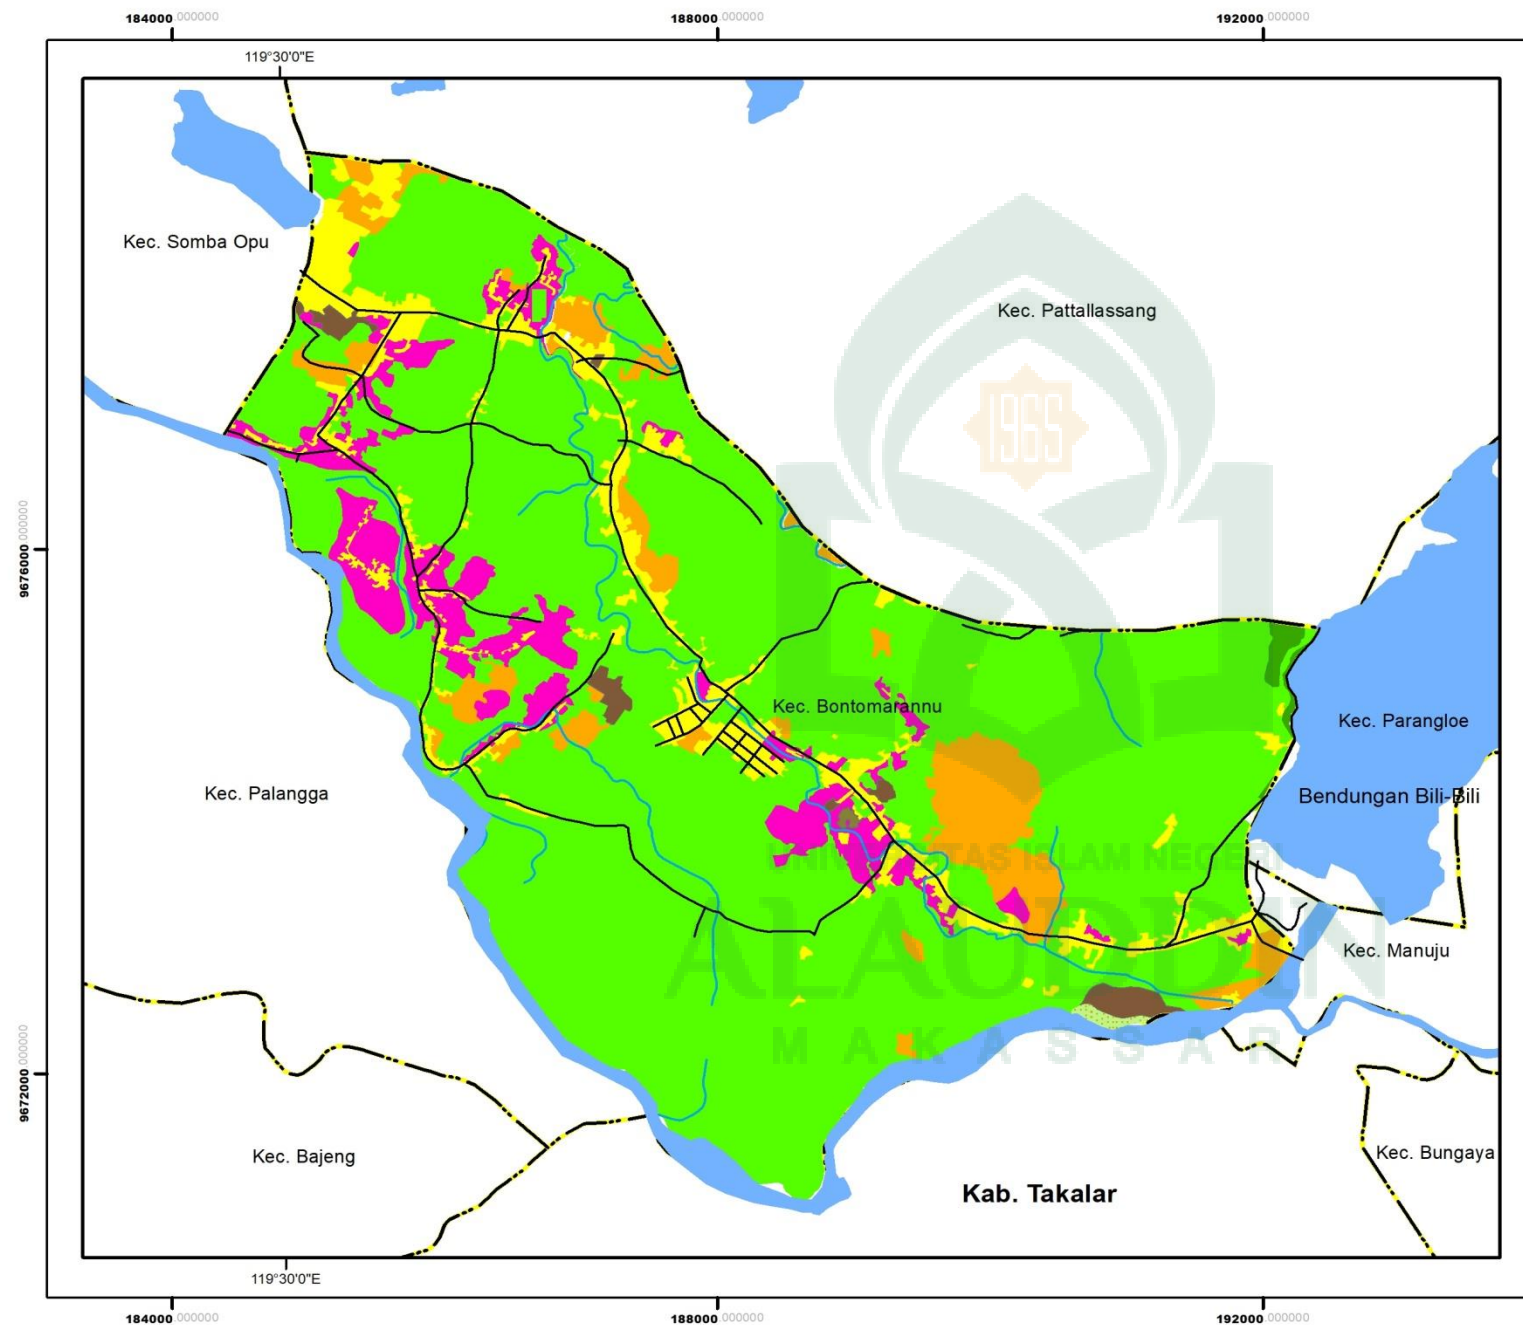 184000.000000 188000.000000 192000.000000
119°30'0"E
Kec. Somba Opu
Kec. Pattallassang
1965
9676000.000000
Kec. Bontomarannu
Kec. Parangloe
Kec. Palangga
Bendungan Bili-Bili
UNIVERSITAS ISLAM NEGERI
ALAUDDIN
Kec. Manuju
MAKASSAR
9672000.000000
Kec. Bajeng
Kec. Bungaya
Kab. Takalar
119°30'0"E
184000.000000 188000.000000 192000.000000